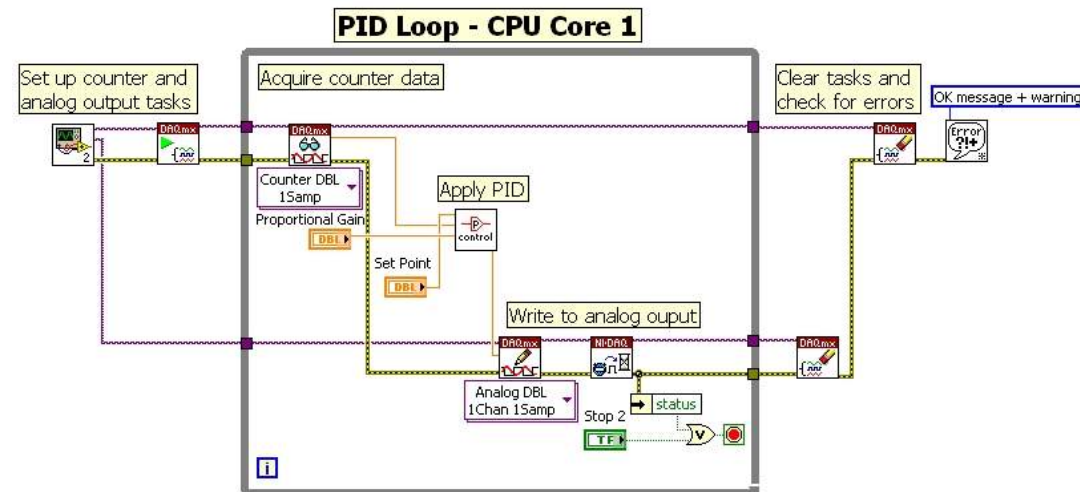 PID Loop - CPU Core 1
Set up counter and
analog output tasks
Acquire counter data
Clear tasks and
check for errors
OK message + warning
DAQmx
DAQmx
DAQmx
Error
?!+
2
Counter DBL
1Samp
Apply PID
Proportional Gain
P
control
DBL
Set Point
DBL
Write to analog ouput
DAQmx
NI-DAQ
DAQmx
Analog DBL
1Chan 1Samp
status
Stop 2
TF
V
i